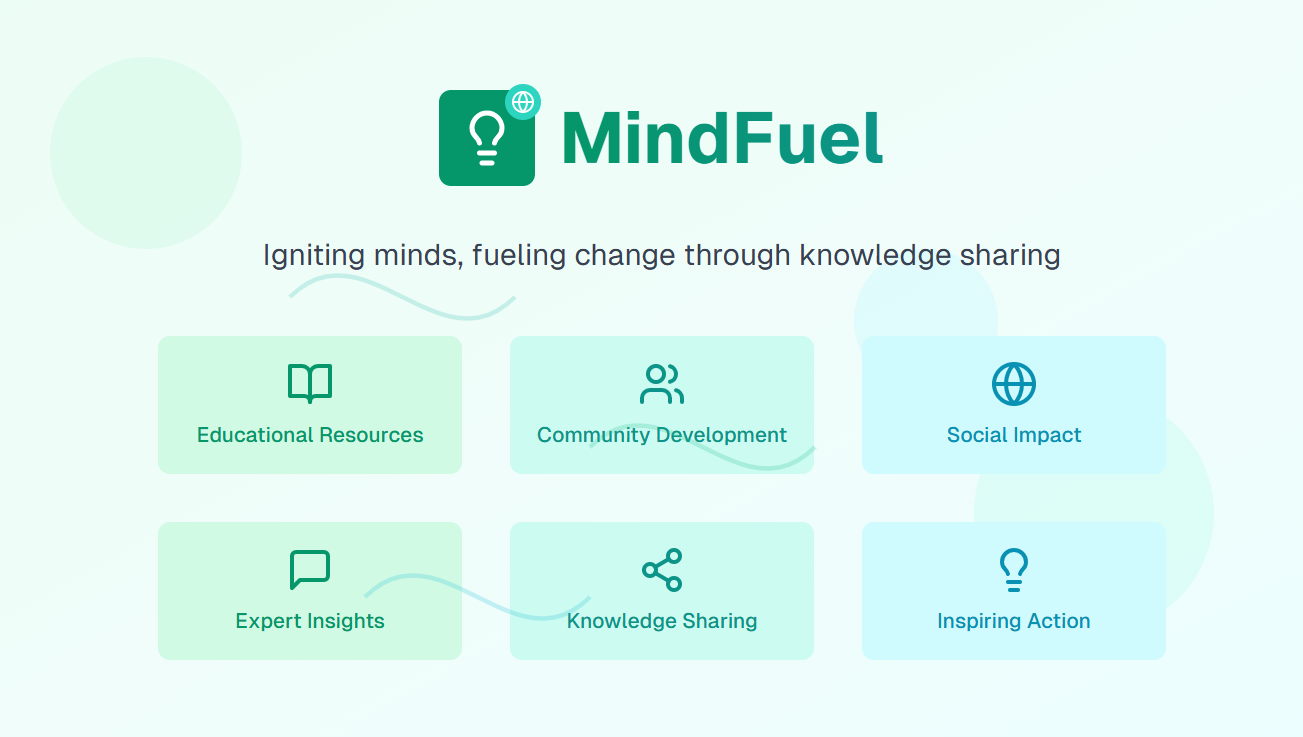 MindFuel
Igniting minds, fueling change through knowledge sharing
Educational Resources
Community Development
Social Impact
Expert Insights
Knowledge Sharing
Inspiring Action